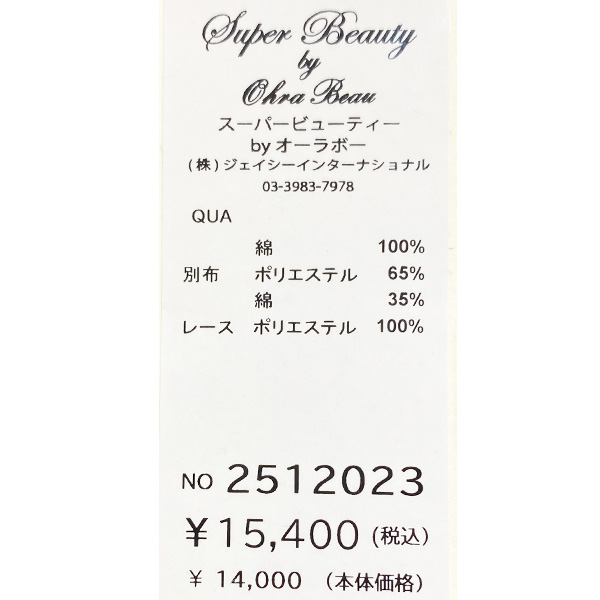 Super Beauty
by
Ohra Beau
スーパービューティー
by オーラボー
(株)ジェイシーインターナショナル
03-3983-7978
QUA
綿 100%
別布 ポリエステル 65%
綿 35%
レース ポリエステル 100%
NO 2512023
¥15,400 (税込)
¥ 14,000 (本体価格)